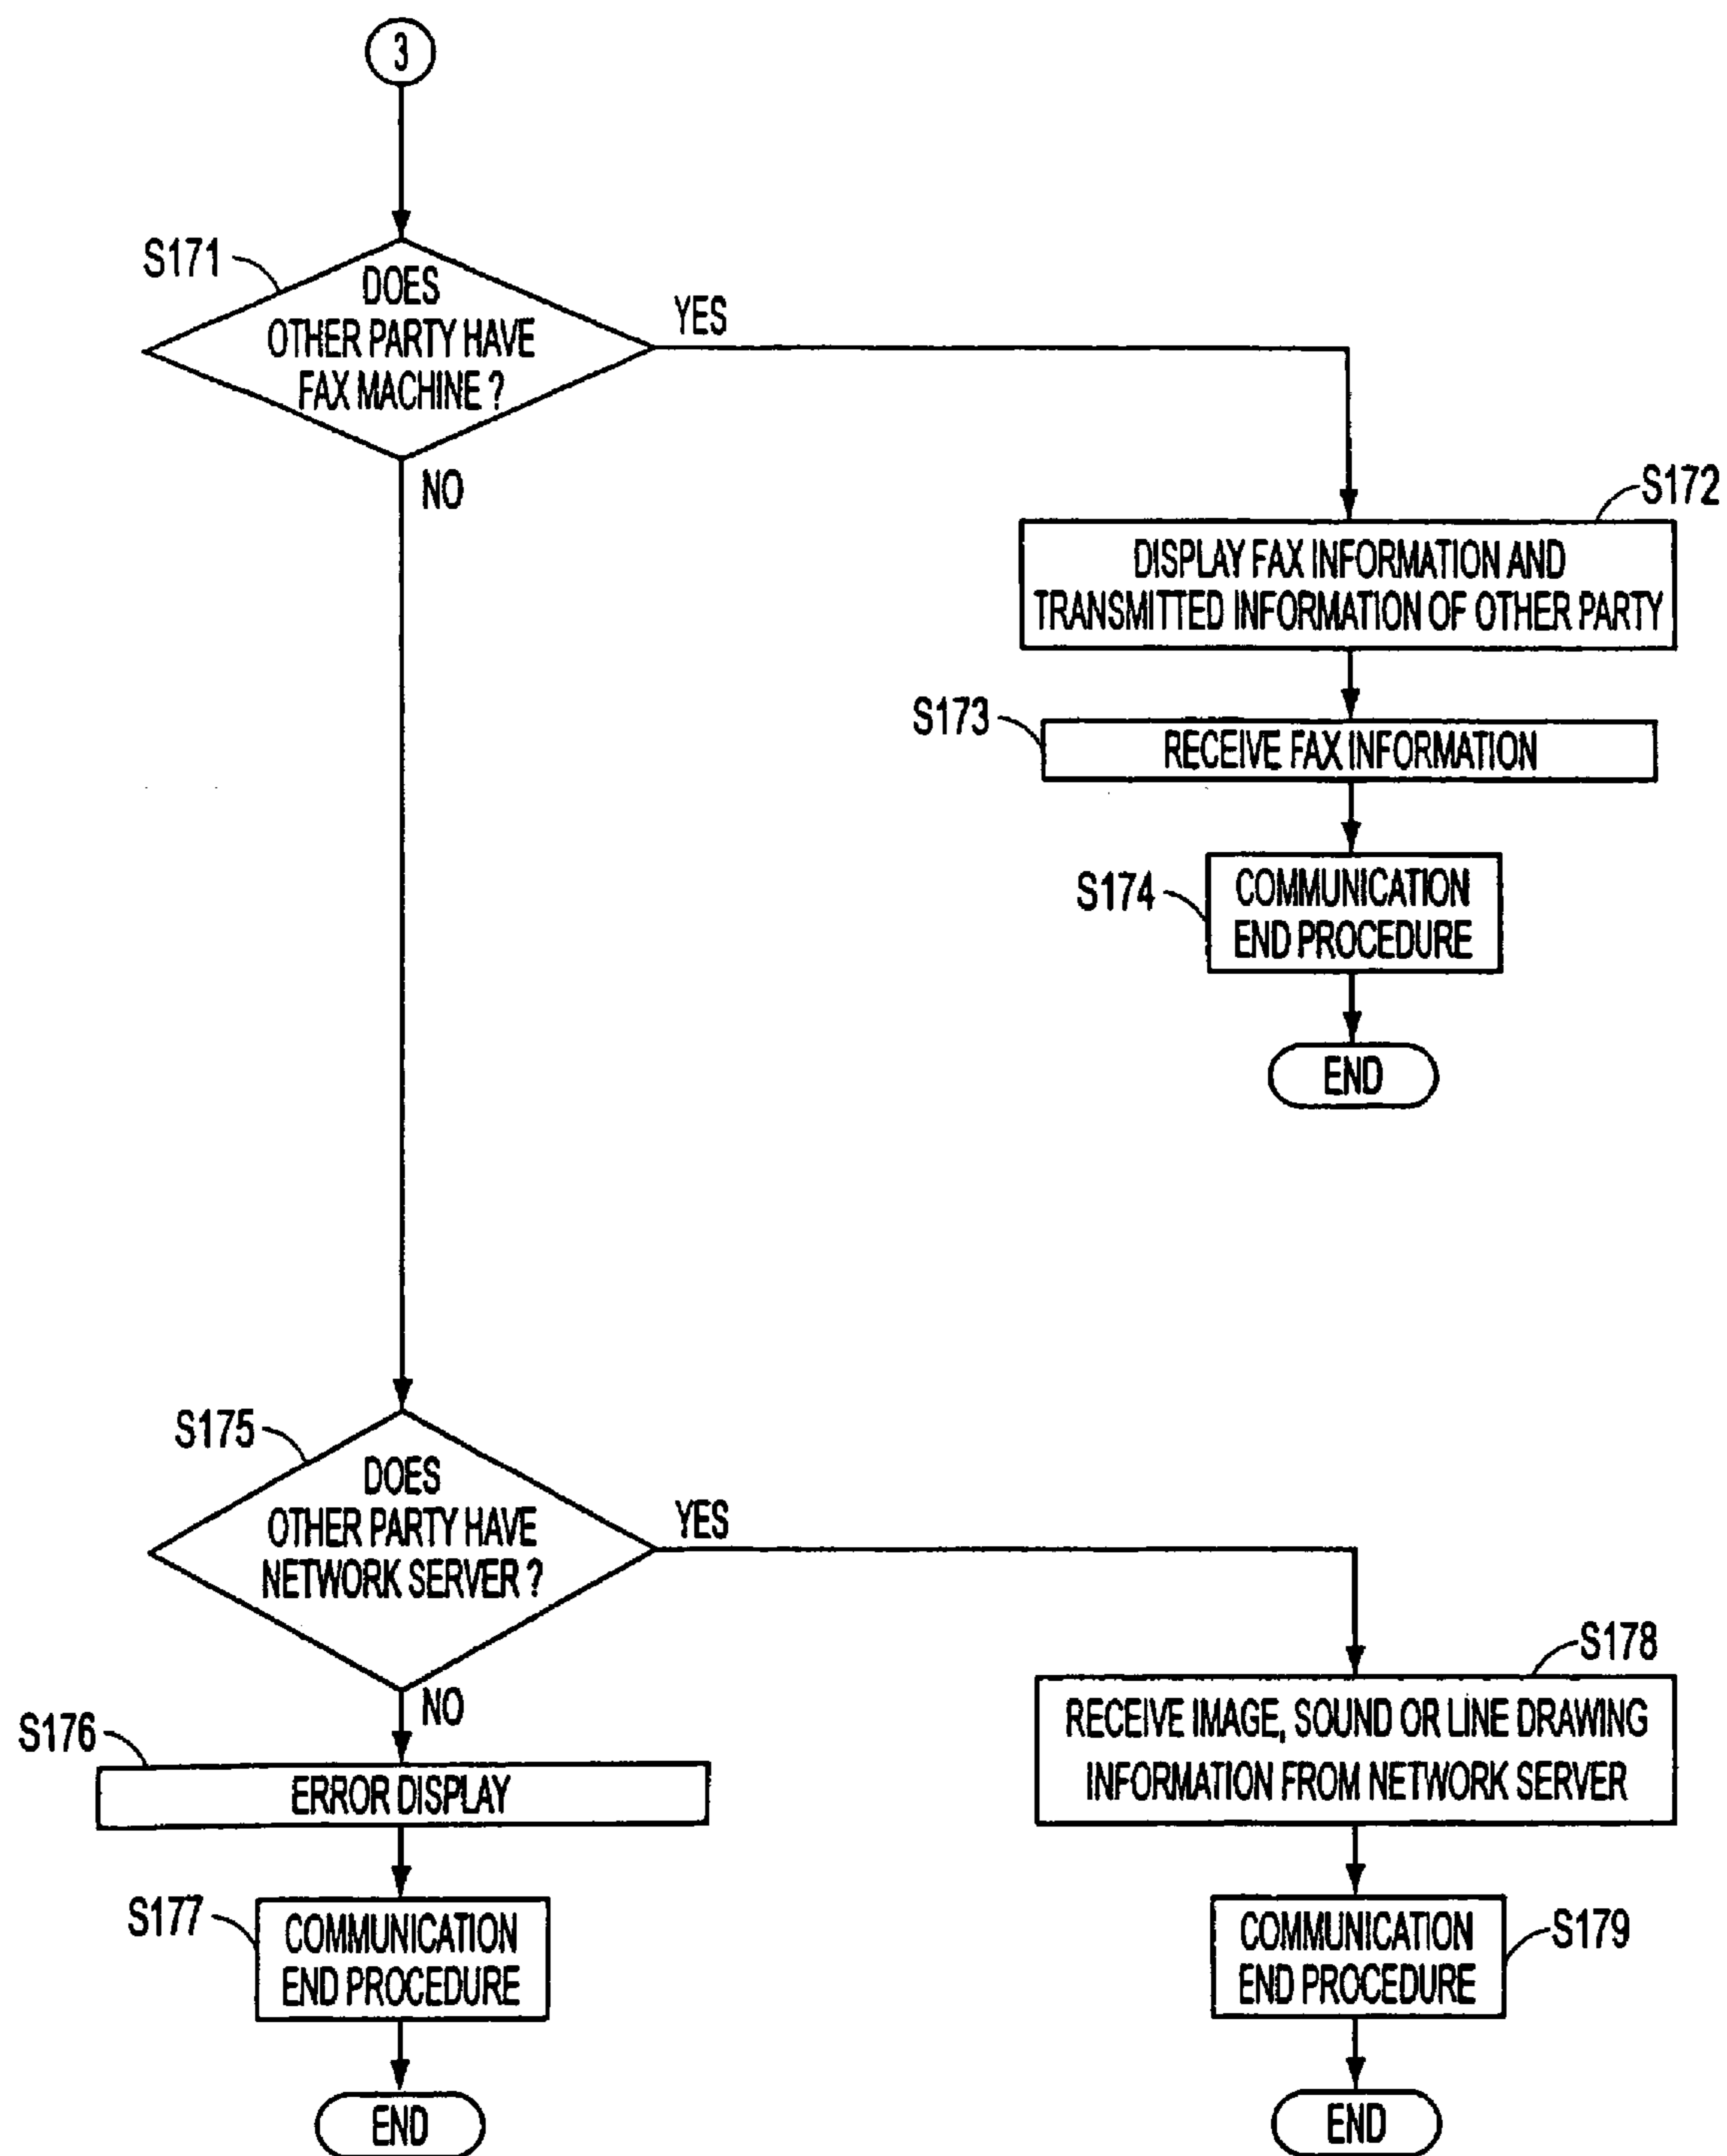 3
S171
DOES
OTHER PARTY HAVE
FAX MACHINE ?
YES
NO
S172
DISPLAY FAX INFORMATION AND
TRANSMITTED INFORMATION OF OTHER PARTY
S173
RECEIVE FAX INFORMATION
S174
COMMUNICATION
END PROCEDURE
END
S175
DOES
OTHER PARTY HAVE
NETWORK SERVER ?
YES
NO
S176
ERROR DISPLAY
S177
COMMUNICATION
END PROCEDURE
END
S178
RECEIVE IMAGE, SOUND OR LINE DRAWING
INFORMATION FROM NETWORK SERVER
S179
COMMUNICATION
END PROCEDURE
END